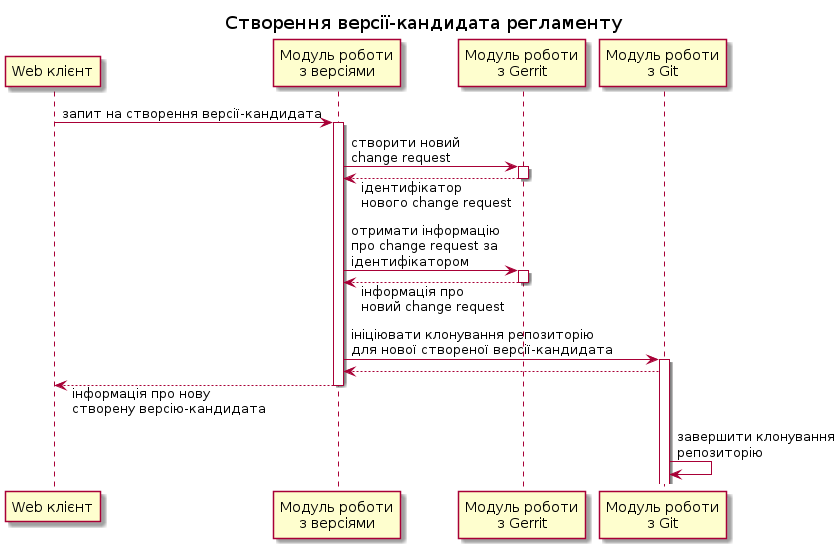 Створення версії-кандидата регламенту
Web клієнт
Модуль роботи
з версіями
Модуль роботи
з Gerrit
Модуль роботи
з Git
запит на створення версії-кандидата
створити новий
change request
ідентифікатор
нового change request
отримати інформацію
про change request за
ідентифікатором
інформація про
новий change request
ініціювати клонування репозиторію
для нової створеної версії-кандидата
інформація про нову
створену версію-кандидата
завершити клонування
репозиторію
Web клієнт
Модуль роботи
з версіями
Модуль роботи
з Gerrit
Модуль роботи
з Git